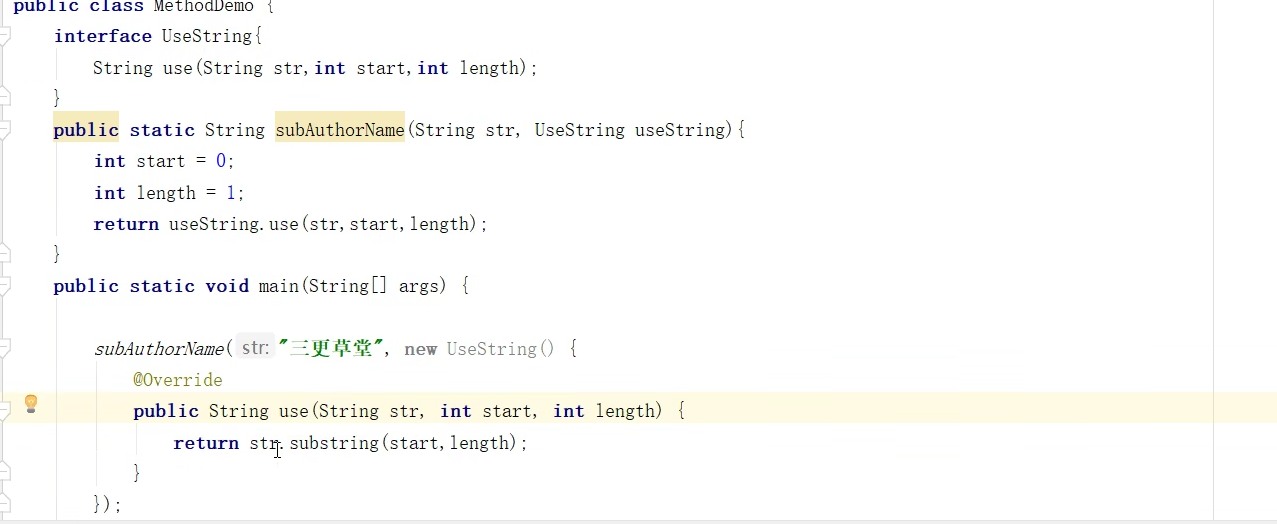 public class MethodDemo {
interface UseString{
String use(String str,int start,int length);
}
public static String subAuthorName(String str, UseString useString){
int start = 0;
int length = 1;
return useString.use(str,start,length);
}
public static void main(String[] args) {
subAuthorName( str: "三更草堂", new UseString() {
@Override
public String use(String str, int start, int length) {
return str.substring(start,length);
}
});